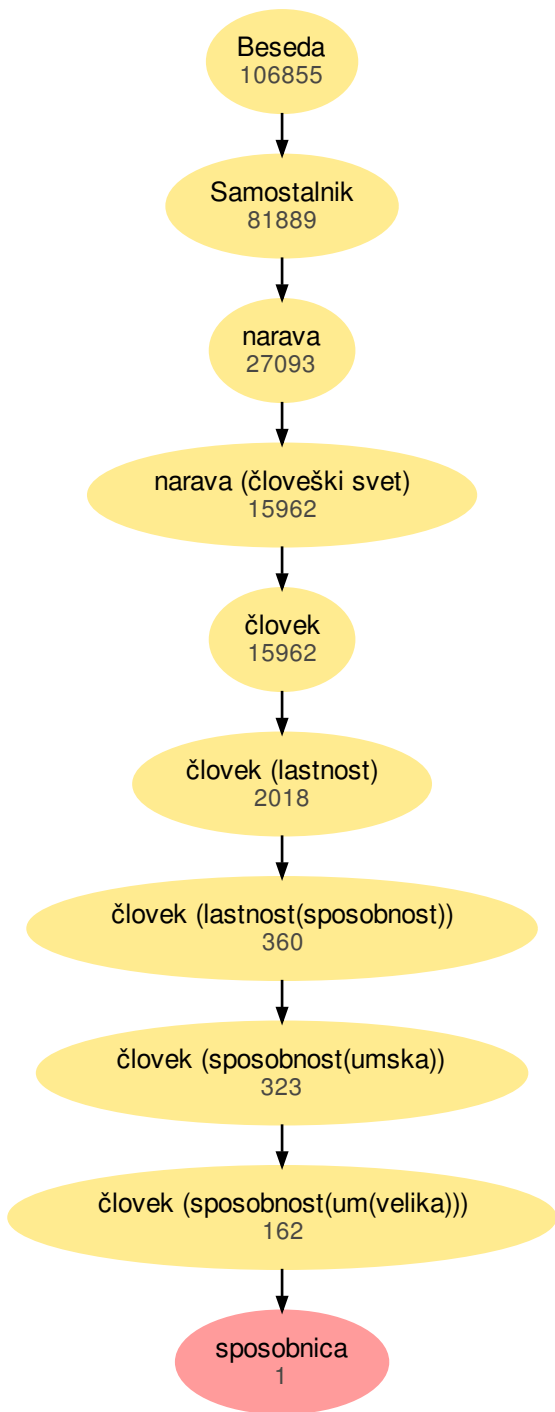 Beseda
106855
Samostalnik
81889
narava
27093
narava (človeški svet)
15962
človek
15962
človek (lastnost)
2018
človek (lastnost(sposobnost))
360
človek (sposobnost(umska))
323
človek (sposobnost(um(velika)))
162
sposobnica
1